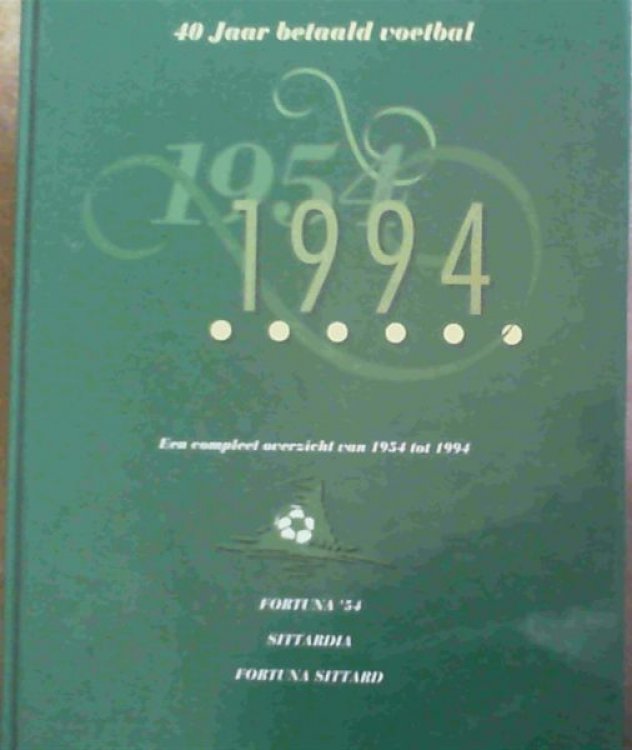 40 Jaar betaald voetbal
1954
1994
Een compleet overzicht van 1954 tot 1994
FORTUNA '54
SITTARDIA
FORTUNA SITTARD